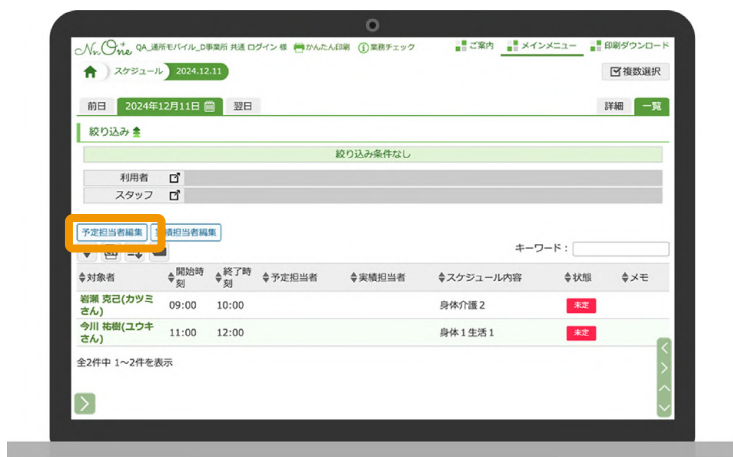 Nr.One QA_通所モバイル_D事業所 共通 ログイン 様 かんたん印刷 業務チェック ご案内 メインメニュー 印刷ダウンロード
スケジュール 2024.12.11 複数選択
前日 2024年12月11日 翌日 詳細 一覧
絞り込み
絞り込み条件なし
利用者
スタッフ
予定担当者編集 績担当者編集
キーワード：
対象者 開始時刻 終了時刻 予定担当者 実績担当者 スケジュール内容 状態 メモ
岩瀬 克己(カツミさん) 09:00 10:00 身体介護２ 未定
今川 祐樹(ユウキさん) 11:00 12:00 身体１生活１ 未定
全2件中 1～2件を表示